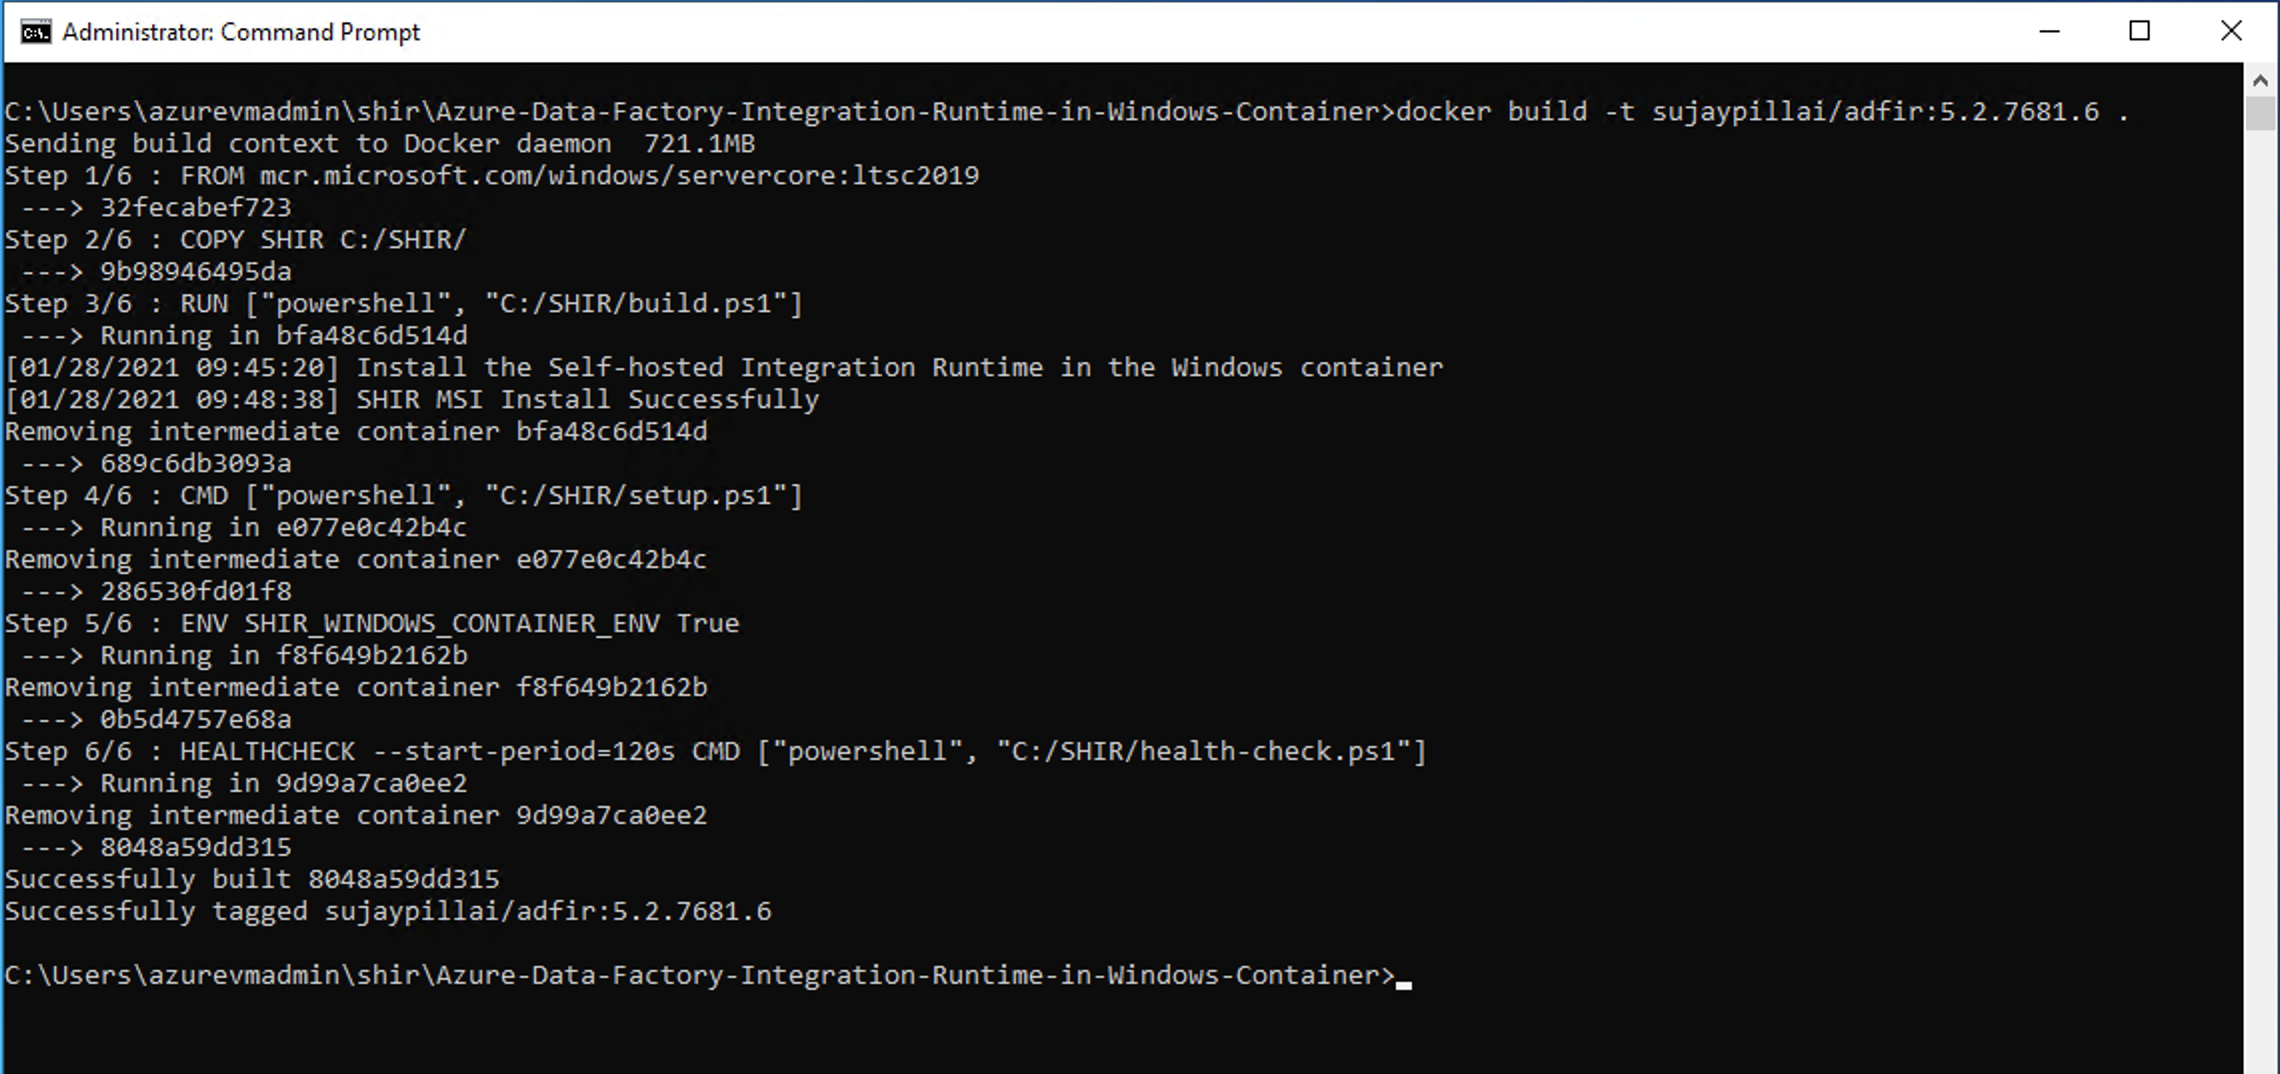 Administrator: Command Prompt
C:\Users\azurevmadmin\shir\Azure-Data-Factory-Integration-Runtime-in-Windows-Container>docker build -t sujaypillai/adfir:5.2.7681.6 .
Sending build context to Docker daemon  721.1MB
Step 1/6 : FROM mcr.microsoft.com/windows/servercore:ltsc2019
 ---> 32fecabef723
Step 2/6 : COPY SHIR C:/SHIR/
 ---> 9b98946495da
Step 3/6 : RUN ["powershell", "C:/SHIR/build.ps1"]
 ---> Running in bfa48c6d514d
[01/28/2021 09:45:20] Install the Self-hosted Integration Runtime in the Windows container
[01/28/2021 09:48:38] SHIR MSI Install Successfully
Removing intermediate container bfa48c6d514d
 ---> 689c6db3093a
Step 4/6 : CMD ["powershell", "C:/SHIR/setup.ps1"]
 ---> Running in e077e0c42b4c
Removing intermediate container e077e0c42b4c
 ---> 286530fd01f8
Step 5/6 : ENV SHIR_WINDOWS_CONTAINER_ENV True
 ---> Running in f8f649b2162b
Removing intermediate container f8f649b2162b
 ---> 0b5d4757e68a
Step 6/6 : HEALTHCHECK --start-period=120s CMD ["powershell", "C:/SHIR/health-check.ps1"]
 ---> Running in 9d99a7ca0ee2
Removing intermediate container 9d99a7ca0ee2
 ---> 8048a59dd315
Successfully built 8048a59dd315
Successfully tagged sujaypillai/adfir:5.2.7681.6
C:\Users\azurevmadmin\shir\Azure-Data-Factory-Integration-Runtime-in-Windows-Container>